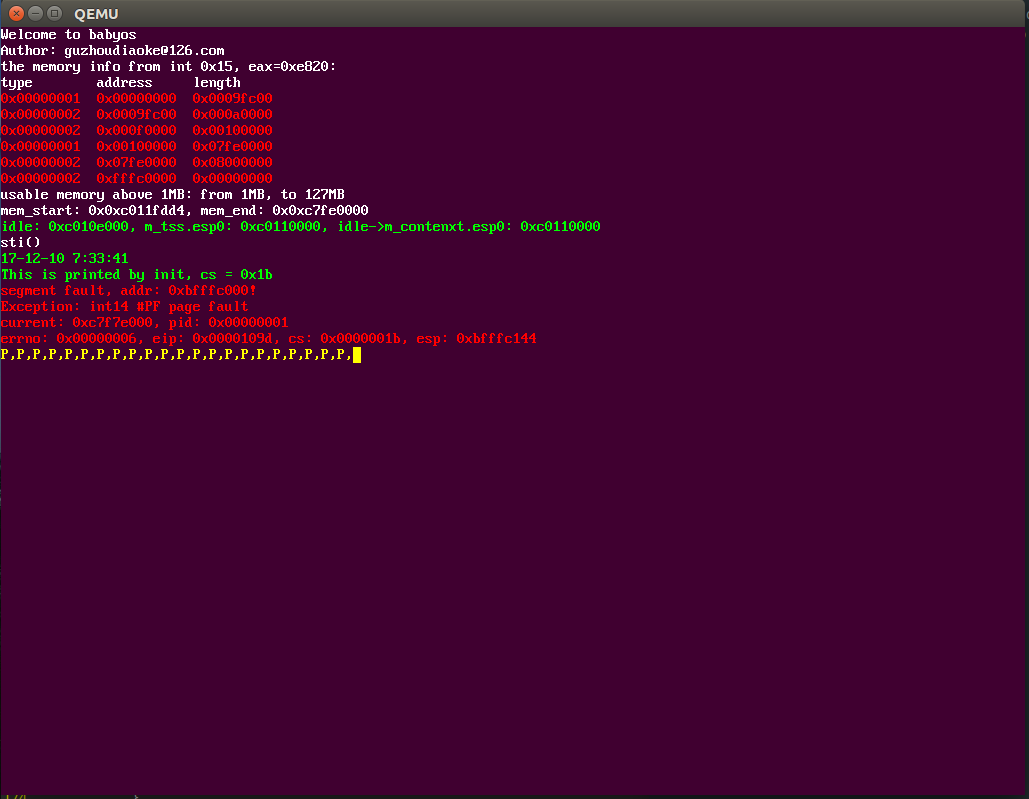 QEMU
Welcome to babyos
Author: guzhoudiaoke@126.com
the memory info from int 0x15, eax=0xe820:
type address length
0x00000001 0x00000000 0x0009fc00
0x00000002 0x0009fc00 0x000a0000
0x00000002 0x000f0000 0x00100000
0x00000001 0x00100000 0x07fe0000
0x00000002 0x07fe0000 0x08000000
0x00000002 0xfffc0000 0x00000000
usable memory above 1MB: from 1MB, to 127MB
mem_start: 0x0xc011fdd4, mem_end: 0x0xc7fe0000
idle: 0xc010e000, m_tss.esp0: 0xc0110000, idle->m_contenxt.esp0: 0xc0110000
sti()
17-12-10 7:33:41
This is printed by init, cs = 0x1b
segment fault, addr: 0xbfffc000!
Exception: int14 #PF page fault
current: 0xc7f7e000, pid: 0x00000001
errno: 0x00000006, eip: 0x0000109d, cs: 0x0000001b, esp: 0xbfffc144
P,P,P,P,P,P,P,P,P,P,P,P,P,P,P,P,P,P,P,P,P,P,